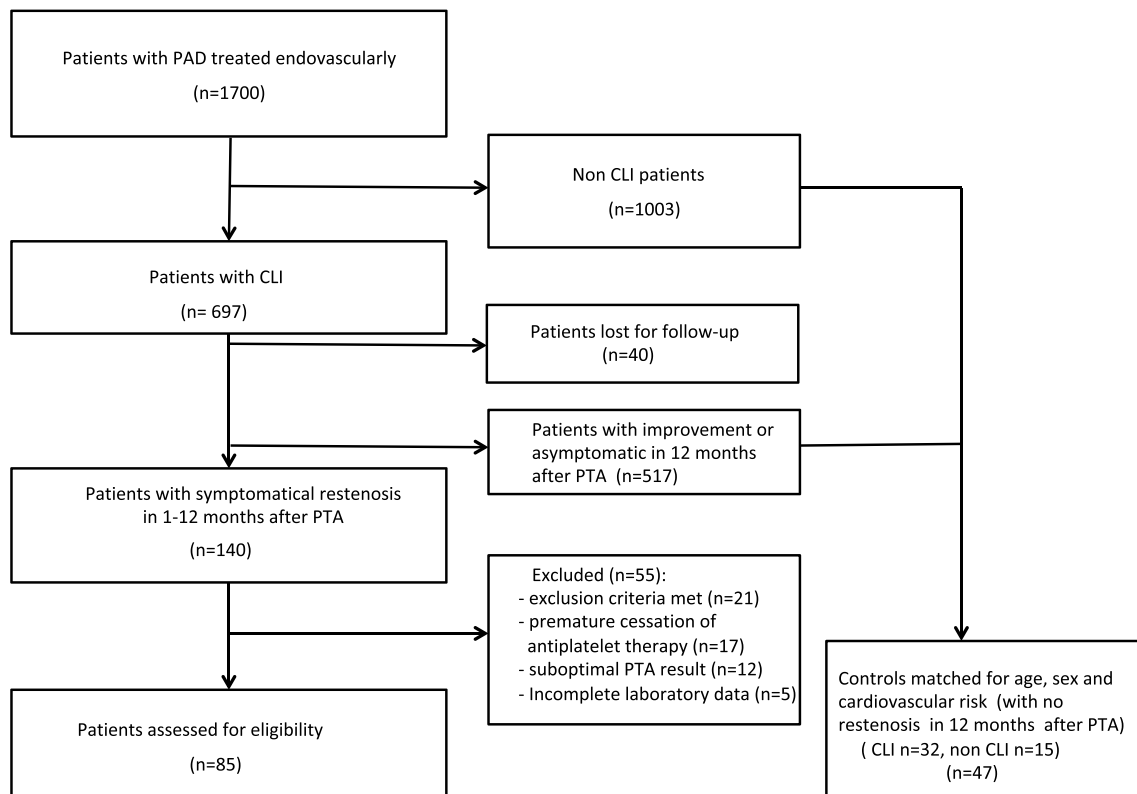 Patients with PAD treated endovascularly
(n=1700)
Non CLI patients
(n=1003)
Patients with CLI
(n= 697)
Patients lost for follow-up
(n=40)
Patients with improvement or
asymptomatic in 12 months
after PTA (n=517)
Patients with symptomatical restenosis
in 1-12 months after PTA
(n=140)
Excluded (n=55):
- exclusion criteria met (n=21)
- premature cessation of
antiplatelet therapy (n=17)
- suboptimal PTA result (n=12)
- Incomplete laboratory data (n=5)
Patients assessed for eligibility
(n=85)
Controls matched for age, sex and
cardiovascular risk (with no
restenosis in 12 months after PTA)
( CLI n=32, non CLI n=15)
(n=47)